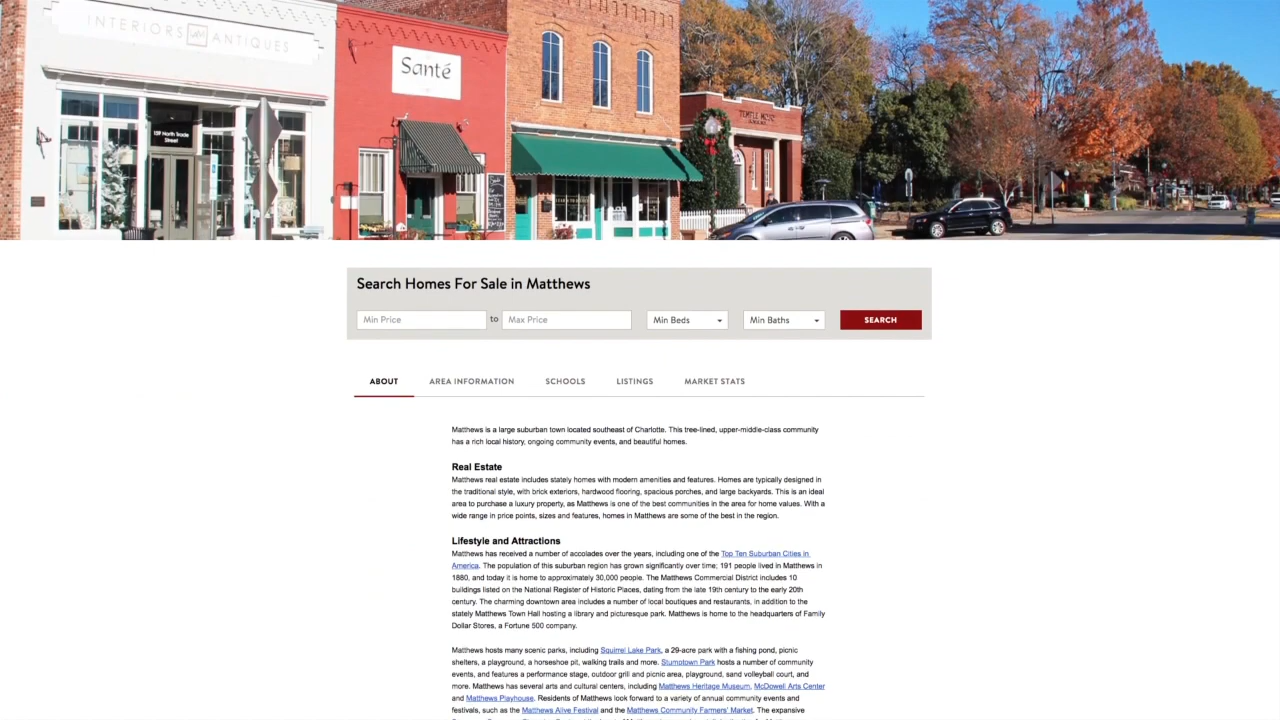 INTERIORS ANTIQUES
Santé
139 North Trade
Street
TEMPLE MOJO
Search Homes For Sale in Matthews
Min Price to Max Price Min Beds Min Baths SEARCH
ABOUT AREA INFORMATION SCHOOLS LISTINGS MARKET STATS
Matthews is a large suburban town located southeast of Charlotte. This tree-lined, upper-middle-class community
has a rich local history, ongoing community events, and beautiful homes.
Real Estate
Matthews real estate includes stately homes with modern amenities and features. Homes are typically designed in
the traditional style, with brick exteriors, hardwood flooring, spacious porches, and large backyards. This is an ideal
area to purchase a luxury property, as Matthews is one of the best communities in the area for home values. With a
wide range in price points, sizes and features, homes in Matthews are some of the best in the region.
Lifestyle and Attractions
Matthews has received a number of accolades over the years, including one of the Top Ten Suburban Cities in
America. The population of this suburban region has grown significantly over time; 191 people lived in Matthews in
1880, and today it is home to approximately 30,000 people. The Matthews Commercial District includes 10
buildings listed on the National Register of Historic Places, dating from the late 19th century to the early 20th
century. The charming downtown area includes a number of local boutiques and restaurants, in addition to the
stately Matthews Town Hall hosting a library and picturesque park. Matthews is home to the headquarters of Family
Dollar Stores, a Fortune 500 company.
Matthews hosts many scenic parks, including Squirrel Lake Park, a 29-acre park with a fishing pond, picnic
shelters, a playground, a horseshoe pit, walking trails and more. Stumptown Park hosts a number of community
events, and features a performance stage, outdoor grill and picnic area, playground, sand volleyball court, and
more. Matthews has several arts and cultural centers, including Matthews Heritage Museum, McDowell Arts Center
and Matthews Playhouse. Residents of Matthews look forward to a variety of annual community events and
festivals, such as the Matthews Alive Festival and the Matthews Community Farmers' Market. The expansive